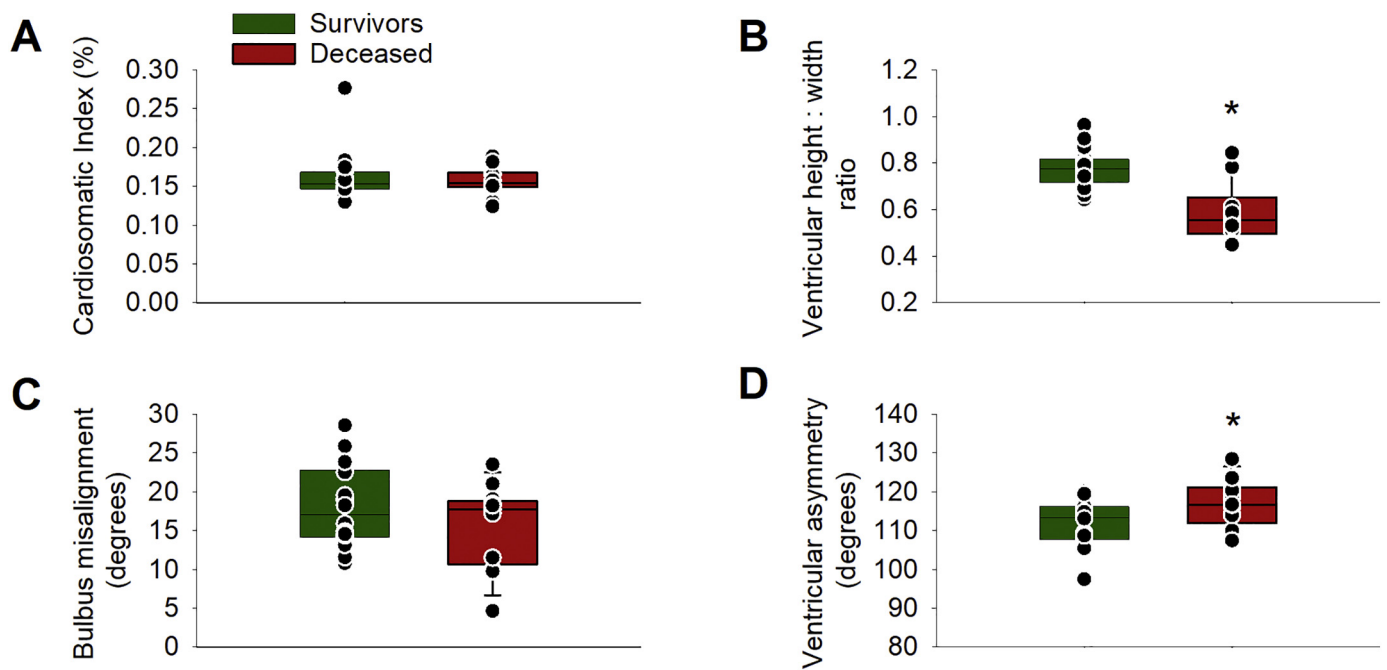 A
Survivors
Deceased
Cardiosomatic Index (%)
0.30
0.25
0.20
0.15
0.10
0.05
0.00
B
Ventricular height : width
ratio
1.2
1.0
0.8
0.6
0.4
0.2
*
C
Bulbus misalignment
(degrees)
30
25
20
15
10
5
0
D
Ventricular asymmetry
(degrees)
140
130
120
110
100
90
80
*